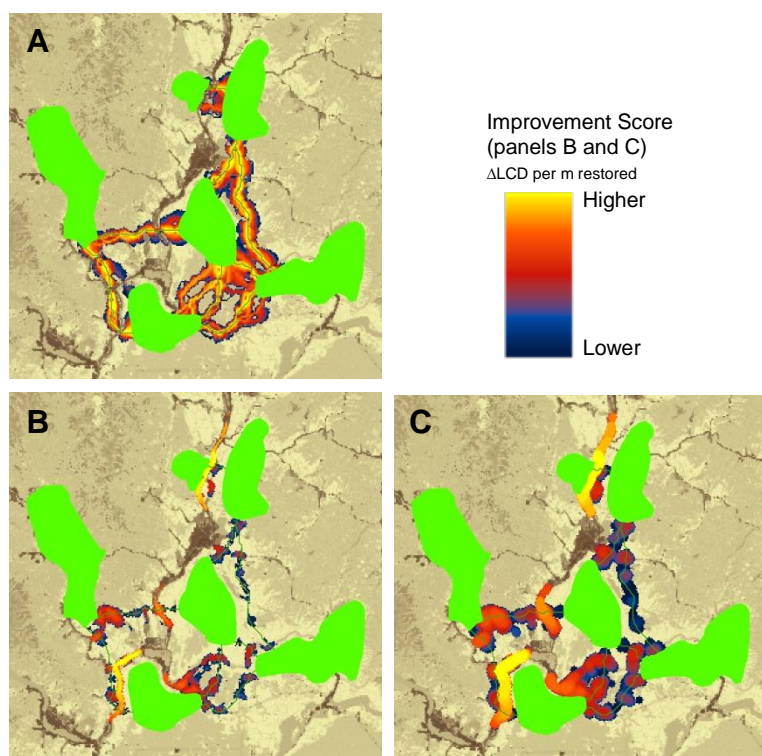 A
Improvement Score
(panels B and C)
ΔLCD per m restored
Higher
Lower
B
C